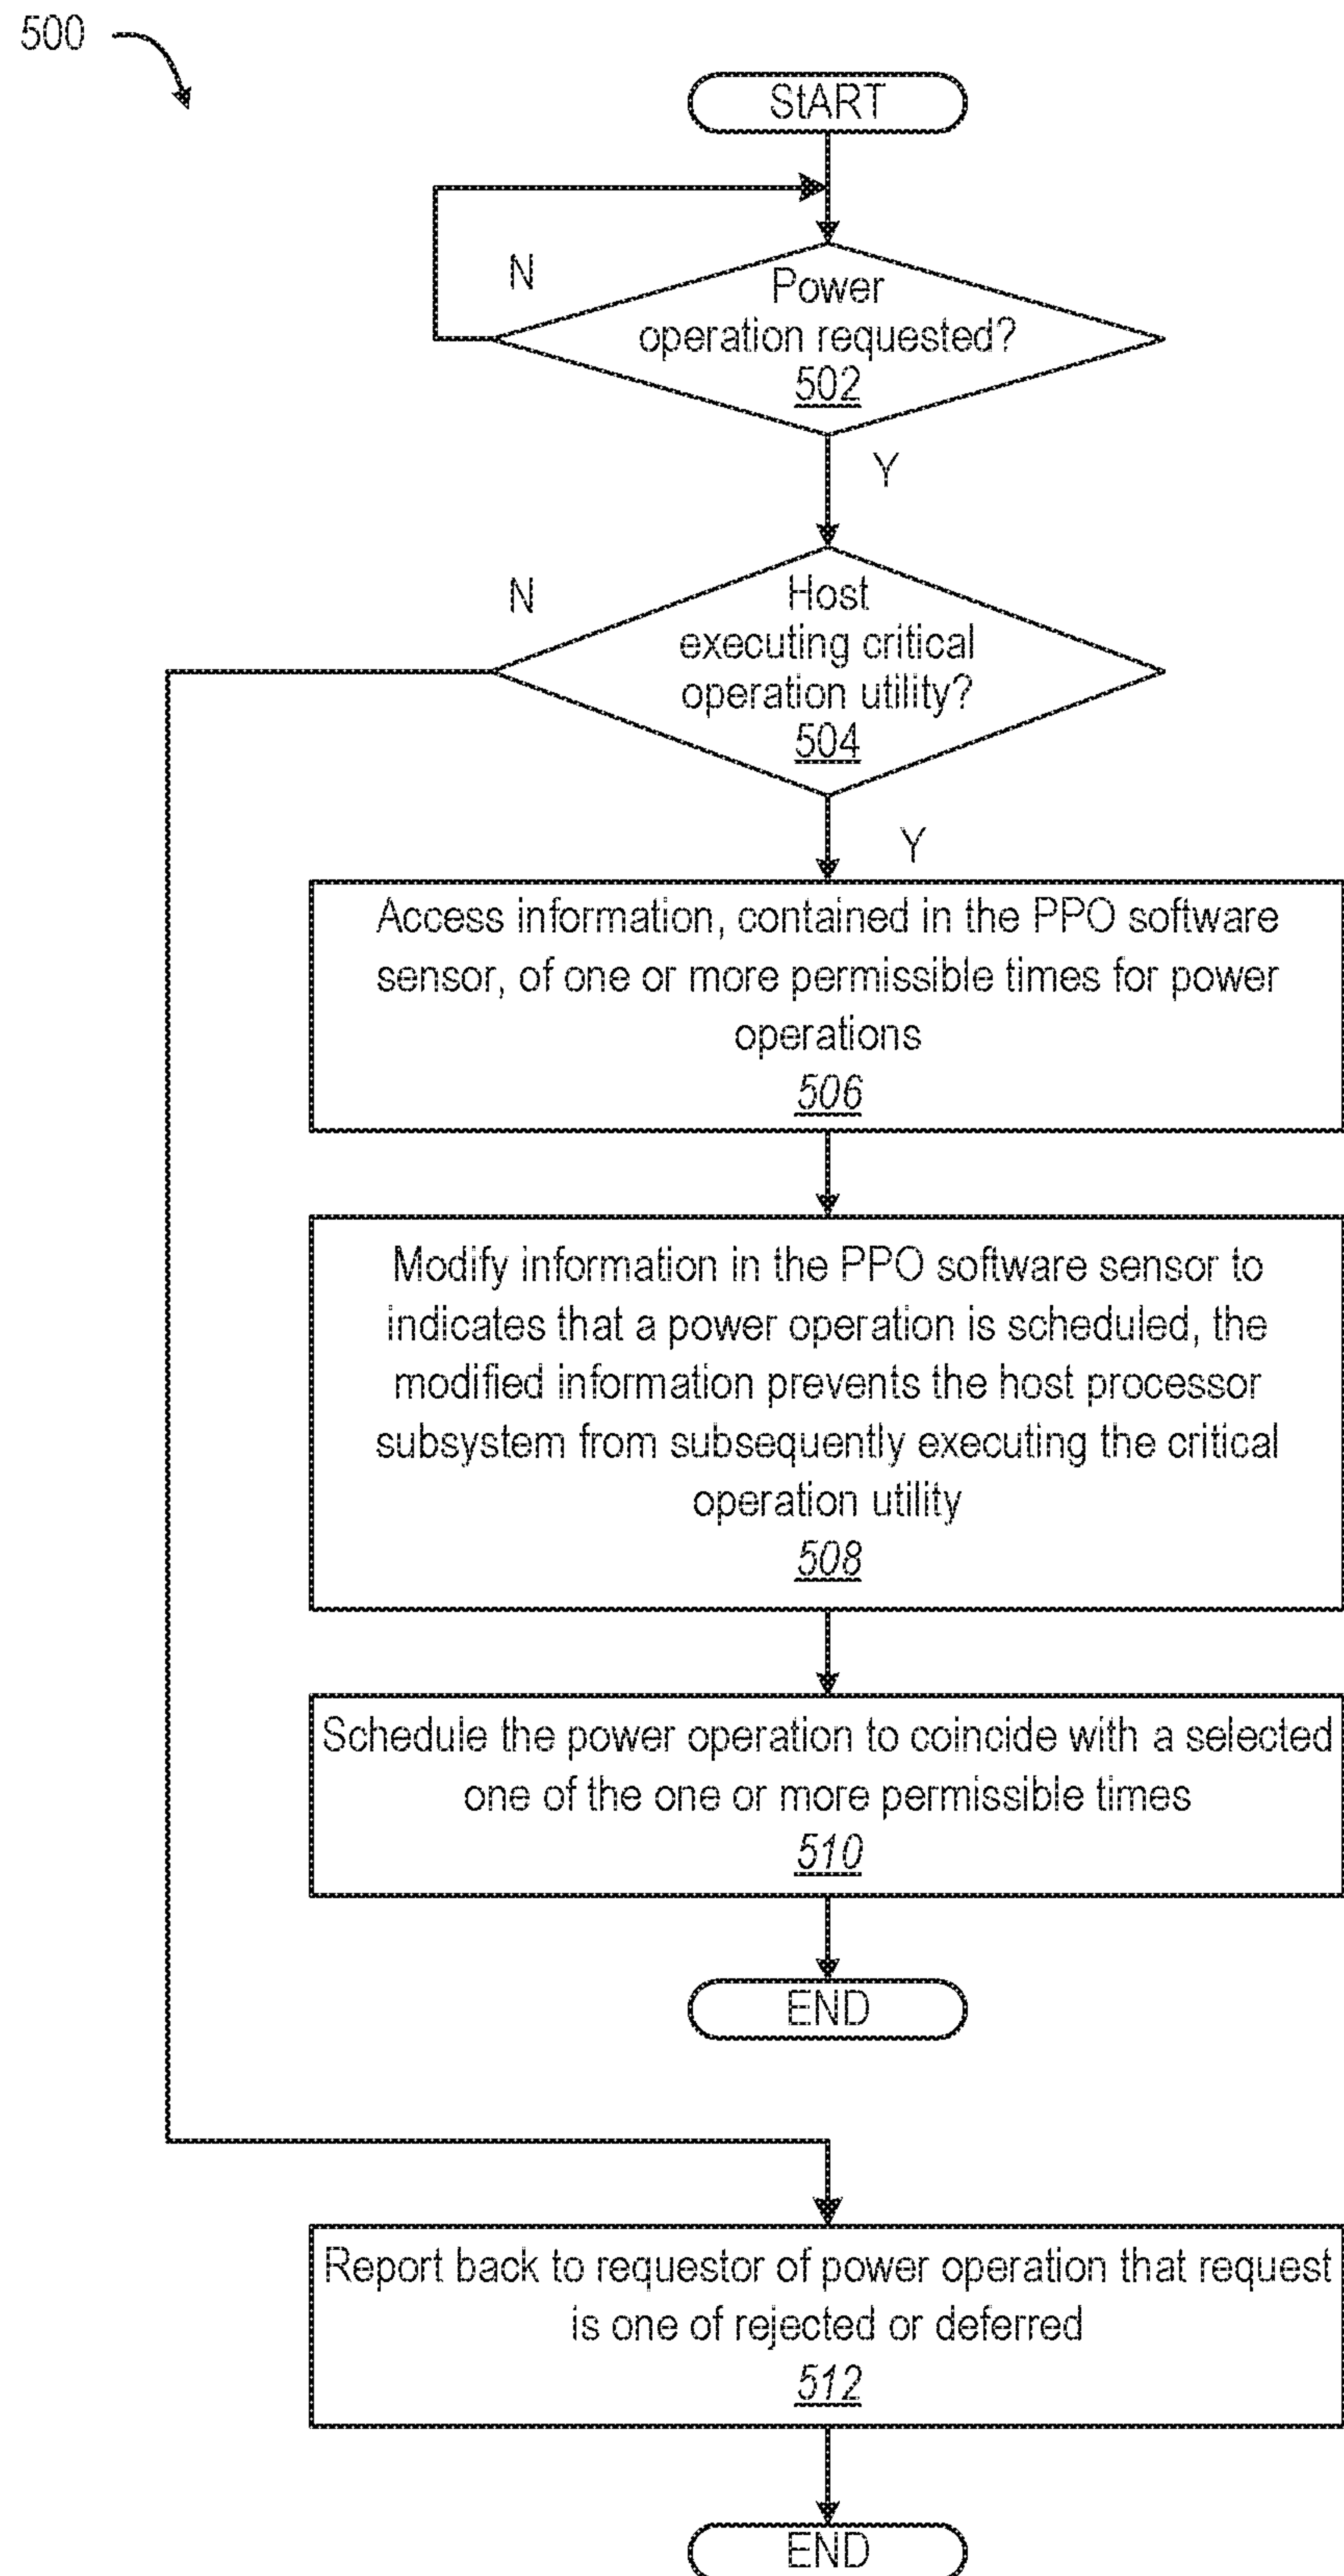 500
StART
N
Power
operation requested?
502
Y
N
Host
executing critical
operation utility?
504
Y
Access information, contained in the PPO software
sensor, of one or more permissible times for power
operations
506
Modify information in the PPO software sensor to
indicates that a power operation is scheduled, the
modified information prevents the host processor
subsystem from subsequently executing the critical
operation utility
508
Schedule the power operation to coincide with a selected
one of the one or more permissible times
510
END
Report back to requestor of power operation that request
is one of rejected or deferred
512
END